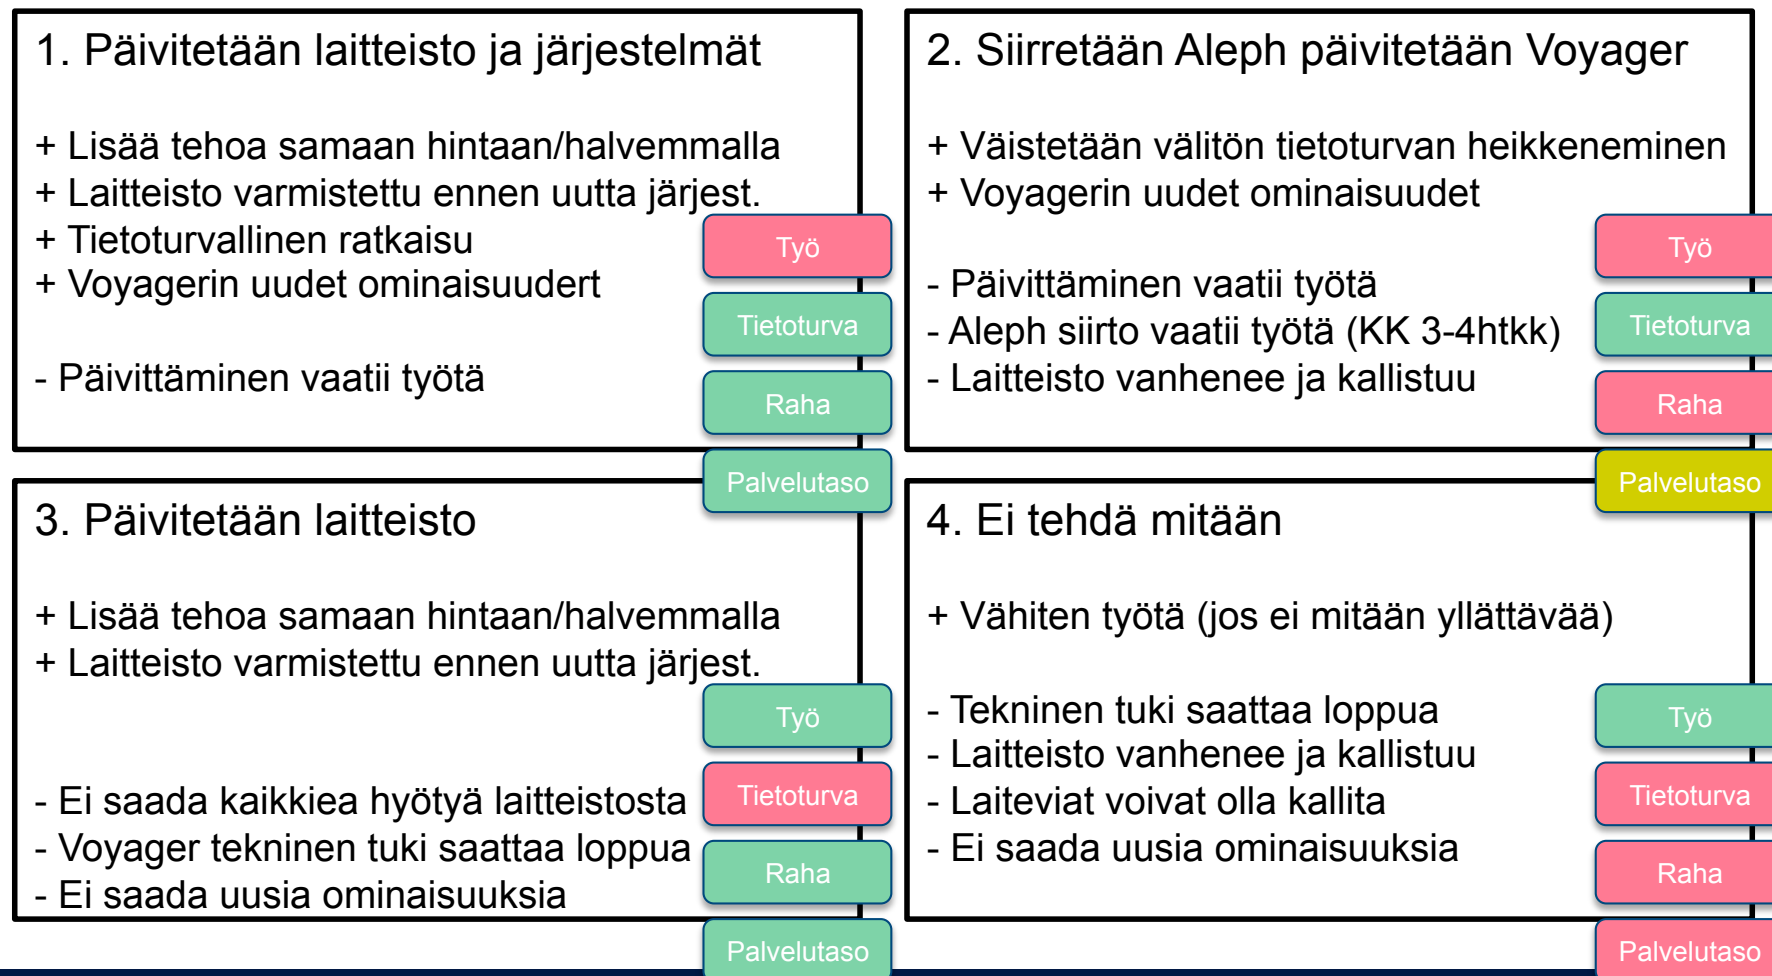 1. Päivitetään laitteisto ja järjestelmät
+ Lisää tehoa samaan hintaan/halvemmalla
+ Laitteisto varmistettu ennen uutta järjest.
+ Tietoturvallinen ratkaisu
+ Voyagerin uudet ominaisuudert
- Päivittäminen vaatii työtä
Työ
Tietoturva
Raha
Palvelutaso
2. Siirretään Aleph päivitetään Voyager
+ Väistetään välitön tietoturvan heikkeneminen
+ Voyagerin uudet ominaisuudet
- Päivittäminen vaatii työtä
- Aleph siirto vaatii työtä (KK 3-4htkk)
- Laitteisto vanhenee ja kallistuu
Työ
Tietoturva
Raha
Palvelutaso
3. Päivitetään laitteisto
+ Lisää tehoa samaan hintaan/halvemmalla
+ Laitteisto varmistettu ennen uutta järjest.
- Ei saada kaikkiea hyötyä laitteistosta
- Voyager tekninen tuki saattaa loppua
- Ei saada uusia ominaisuuksia
Työ
Tietoturva
Raha
Palvelutaso
4. Ei tehdä mitään
+ Vähiten työtä (jos ei mitään yllättävää)
- Tekninen tuki saattaa loppua
- Laitteisto vanhenee ja kallistuu
- Laiteviat voivat olla kallita
- Ei saada uusia ominaisuuksia
Työ
Tietoturva
Raha
Palvelutaso